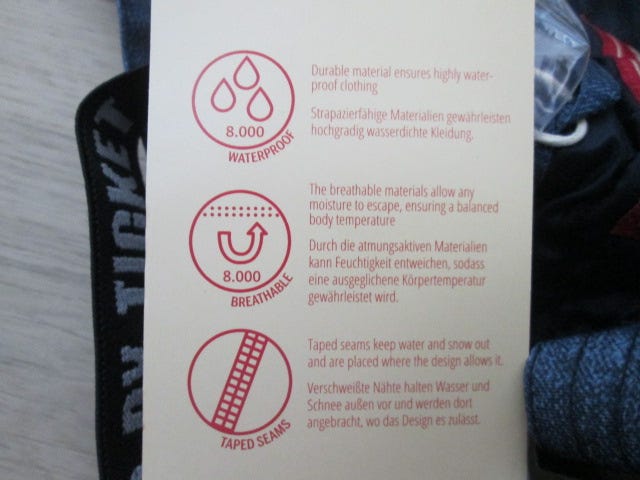 8.000
WATERPROOF
Durable material ensures highly water-
proof clothing
Strapazierfähige Materialien gewährleisten
hochgradig wasserdichte Kleidung.
8.000
BREATHABLE
The breathable materials allow any
moisture to escape, ensuring a balanced
body temperature
Durch die atmungsaktiven Materialien
kann Feuchtigkeit entweichen, sodass
eine ausgeglichene Körpertemperatur
gewährleistet wird.
TAPED SEAMS
Taped seams keep water and snow out
and are placed where the design allows it.
Verschweißte Nähte halten Wasser und
Schnee außen vor und werden dort
angebracht, wo das Design es zulässt.
BY TICKET